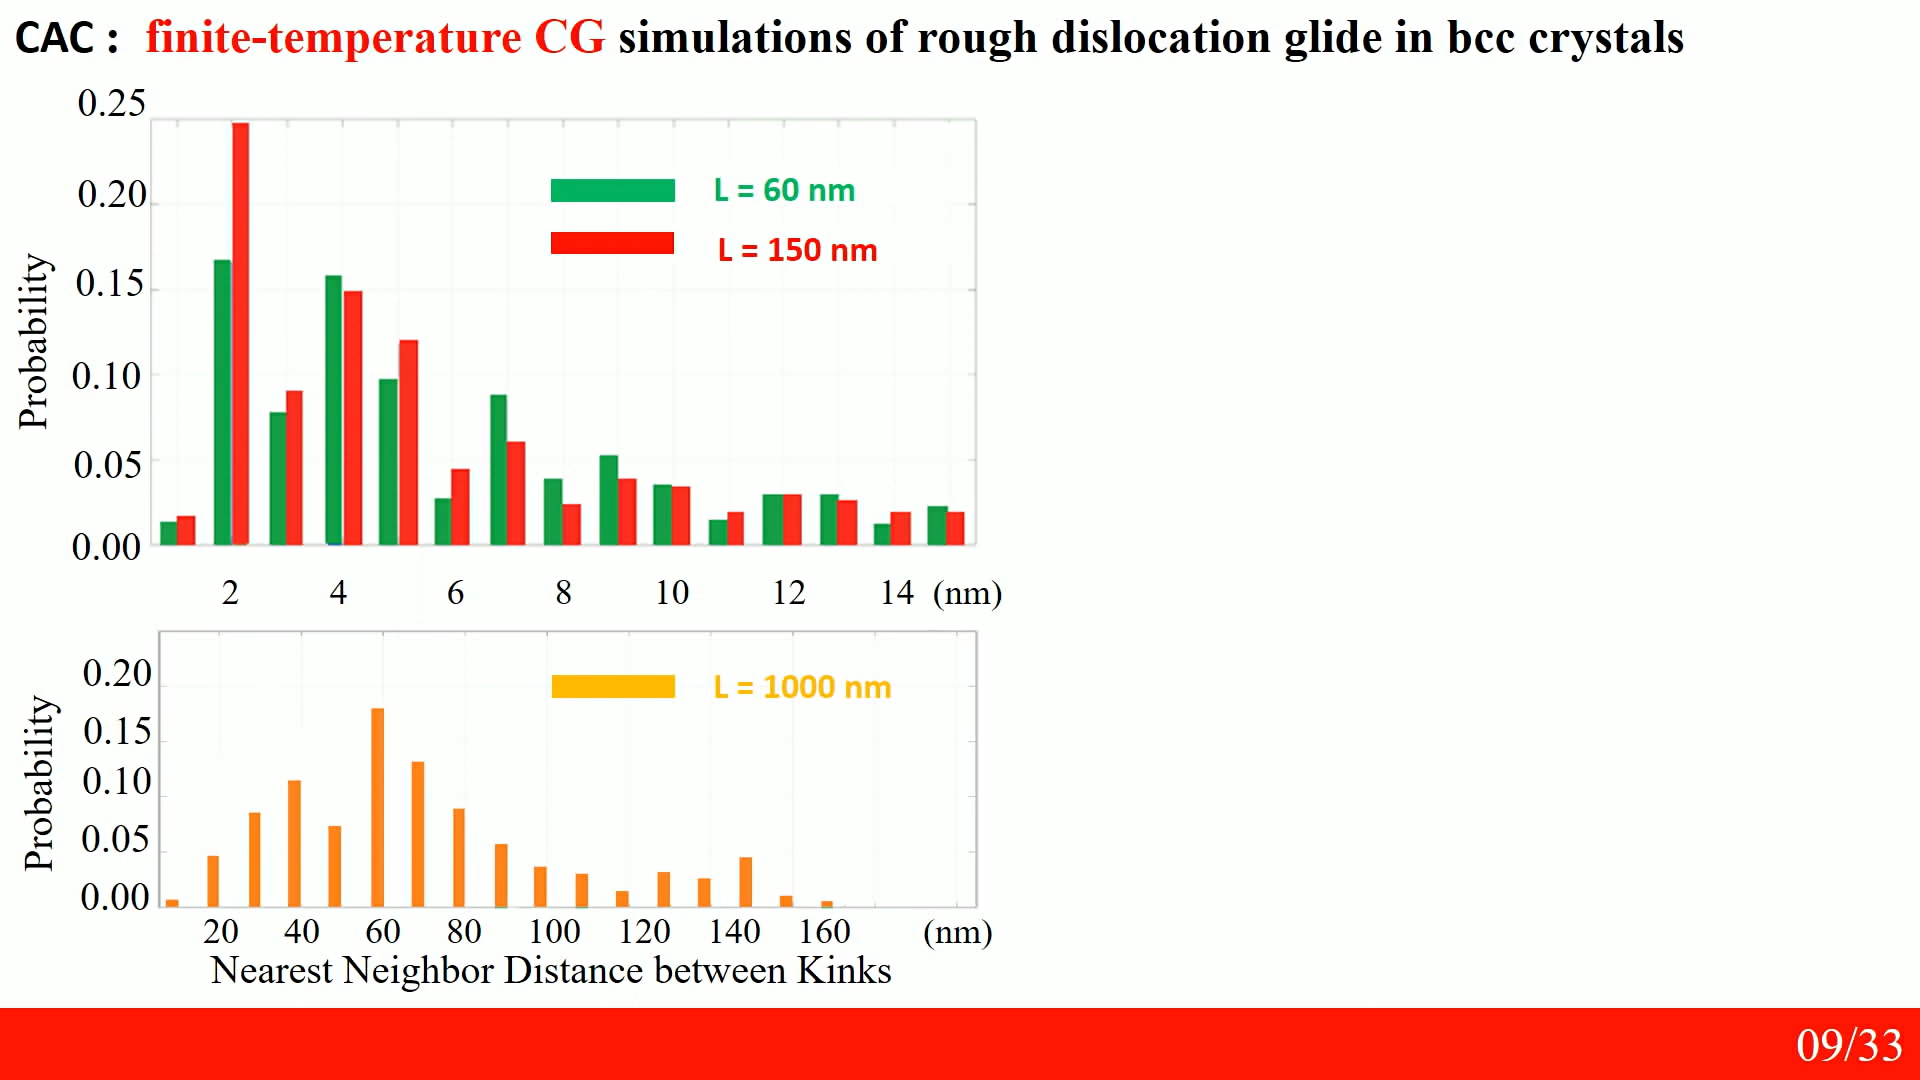 CAC : finite-temperature CG simulations of rough dislocation glide in bcc crystals
0.25
0.20
0.15
0.10
0.05
0.00
Probability
L = 60 nm
L = 150 nm
2 4 6 8 10 12 14 (nm)
0.20
0.15
0.10
0.05
0.00
Probability
L = 1000 nm
20 40 60 80 100 120 140 160 (nm)
Nearest Neighbor Distance between Kinks
09/33